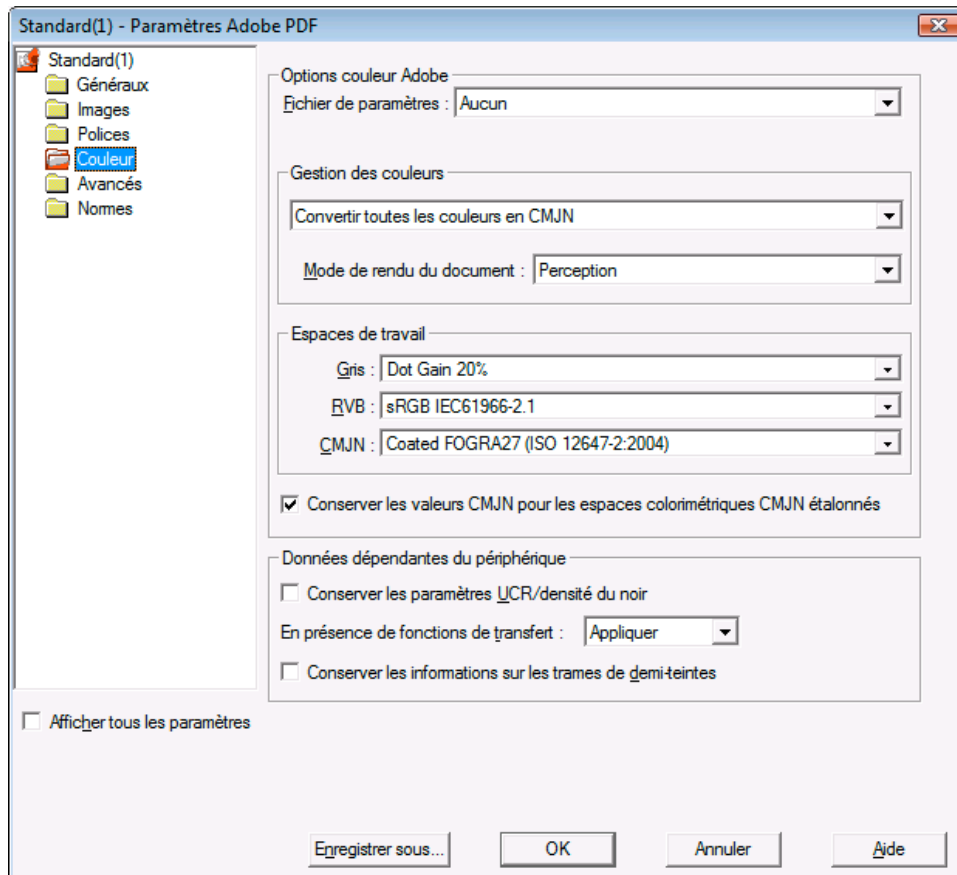 Standard(1) - Paramètres Adobe PDF
Standard(1)
Généraux
Images
Polices
Couleur
Avancés
Normes
Afficher tous les paramètres
Options couleur Adobe
Fichier de paramètres : Aucun
Gestion des couleurs
Convertir toutes les couleurs en CMJN
Mode de rendu du document : Perception
Espaces de travail
Gris : Dot Gain 20%
RVB : sRGB IEC61966-2.1
CMJN : Coated FOGRA27 (ISO 12647-2:2004)
Conserver les valeurs CMJN pour les espaces colorimétriques CMJN étalonnés
Données dépendantes du périphérique
Conserver les paramètres UCR/densité du noir
En présence de fonctions de transfert : Appliquer
Conserver les informations sur les trames de demi-teintes
Enregistrer sous... OK Annuler Aide